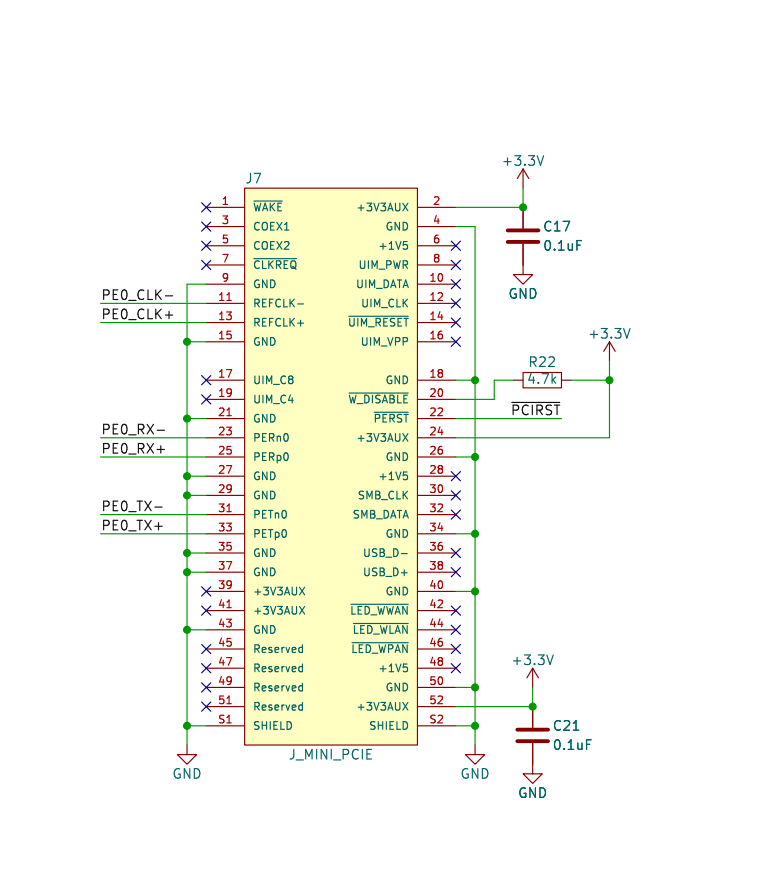 +3.3V
J7
1 WAKE +3V3AUX 2
3 COEX1 GND 4
C17
5 COEX2 +1V5 6
0.1uF
7 CLKREQ UIM_PWR 8
9 GND UIM_DATA 10
GND
PE0_CLK- 11 REFCLK- UIM_CLK 12
PE0_CLK+ 13 REFCLK+ UIM_RESET 14
+3.3V
15 GND UIM_VPP 16
R22
17 UIM_C8 GND 18 4.7k
19 UIM_C4 W_DISABLE 20
21 GND PERST 22 PCIRST
PE0_RX- 23 PERn0 +3V3AUX 24
PE0_RX+ 25 PERp0 GND 26
27 GND +1V5 28
29 GND SMB_CLK 30
PE0_TX- 31 PETn0 SMB_DATA 32
PE0_TX+ 33 PETp0 GND 34
35 GND USB_D- 36
37 GND USB_D+ 38
39 +3V3AUX GND 40
41 +3V3AUX LED_WWAN 42
43 GND LED_WLAN 44
45 Reserved LED_WPAN 46
+3.3V
47 Reserved +1V5 48
49 Reserved GND 50
51 Reserved +3V3AUX 52
S1 SHIELD SHIELD S2
C21
0.1uF
J_MINI_PCIE
GND
GND
GND